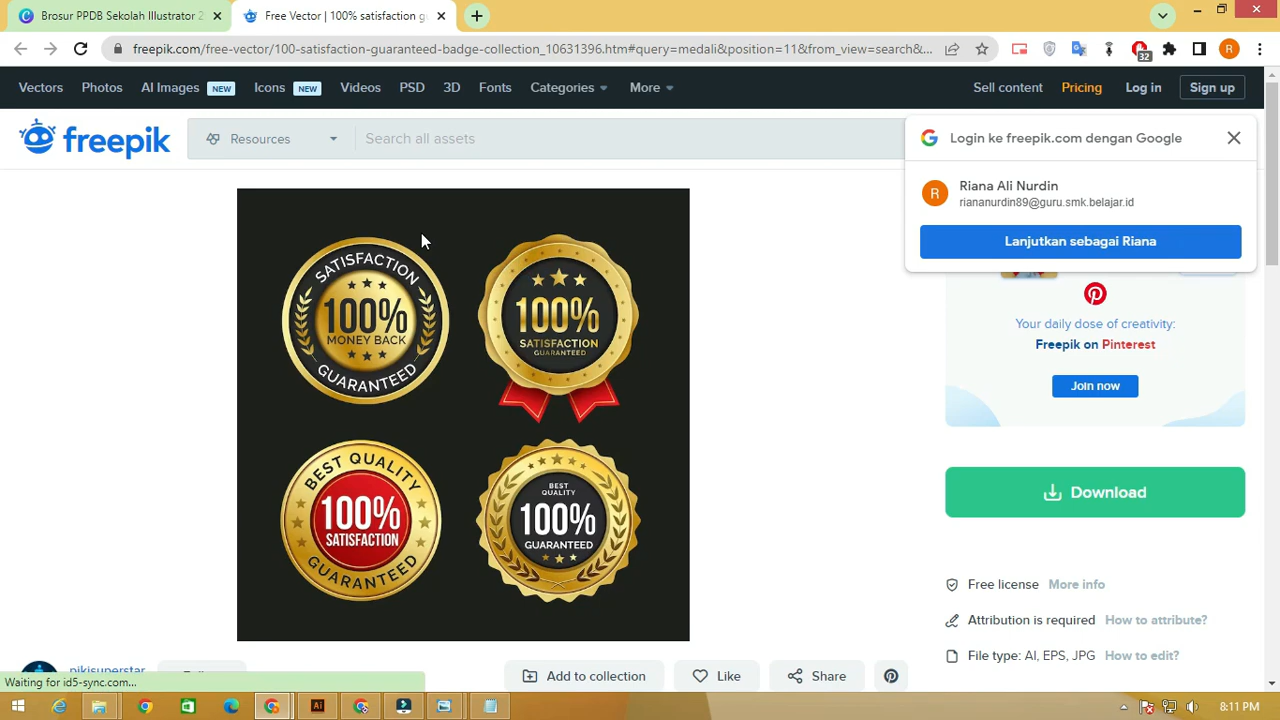 Brosur PPDB Sekolah Illustrator 2
Free Vector | 100% satisfaction g
freepik.com/free-vector/100-satisfaction-guaranteed-badge-collection_10631396.htm#query=medali&position=11&from_view=search&...
32
R
Vectors
Photos
AI Images NEW
Icons NEW
Videos
PSD
3D
Fonts
Categories
More
Sell content
Pricing
Log in
Sign up
freepik
Resources
Search all assets
Login ke freepik.com dengan Google
R
Riana Ali Nurdin
riananurdin89@guru.smk.belajar.id
Lanjutkan sebagai Riana
SATISFACTION
100%
MONEY BACK
GUARANTEED
100%
SATISFACTION
GUARANTEED
BEST QUALITY
100%
SATISFACTION
GUARANTEED
BEST
QUALITY
100%
GUARANTEED
Your daily dose of creativity:
Freepik on Pinterest
Join now
Download
Free license More info
Attribution is required How to attribute?
File type: AI, EPS, JPG How to edit?
pikisuperstar
Add to collection
Like
Share
Waiting for id5-sync.com...
Ai
8:11 PM